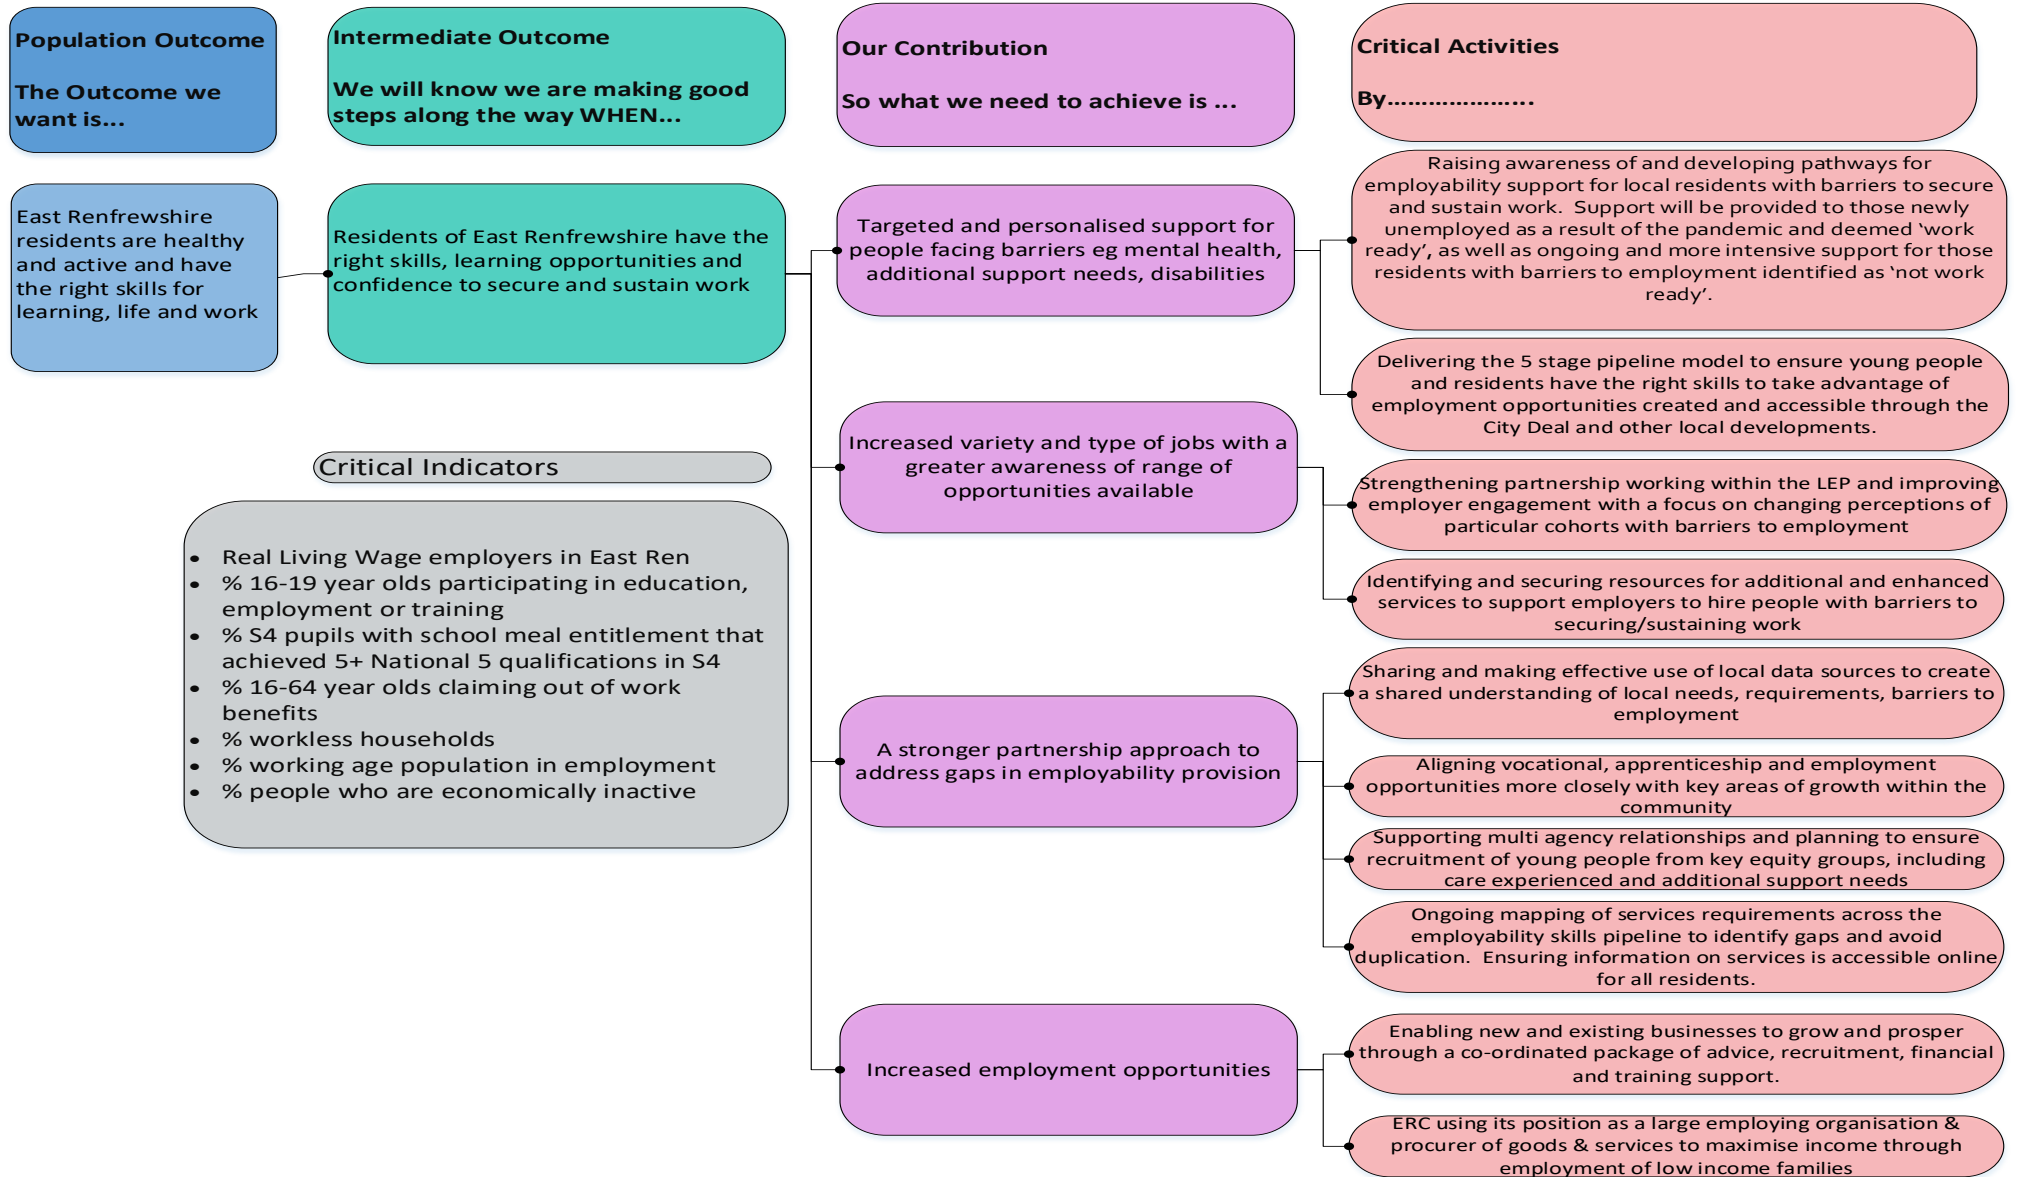 Population Outcome
The Outcome we
want is...
Intermediate Outcome
We will know we are making good
steps along the way WHEN...
Our Contribution
So what we need to achieve is ...
Critical Activities
By.....................
East Renfrewshire
residents are healthy
and active and have
the right skills for
learning, life and work
Residents of East Renfrewshire have the
right skills, learning opportunities and
confidence to secure and sustain work
Critical Indicators
• Real Living Wage employers in East Ren
• % 16-19 year olds participating in education,
employment or training
• % S4 pupils with school meal entitlement that
achieved 5+ National 5 qualifications in S4
• % 16-64 year olds claiming out of work
benefits
• % workless households
• % working age population in employment
• % people who are economically inactive
Targeted and personalised support for
people facing barriers eg mental health,
additional support needs, disabilities
Raising awareness of and developing pathways for
employability support for local residents with barriers to secure
and sustain work.  Support will be provided to those newly
unemployed as a result of the pandemic and deemed ‘work
ready’, as well as ongoing and more intensive support for those
residents with barriers to employment identified as ‘not work
ready’.
Delivering the 5 stage pipeline model to ensure young people
and residents have the right skills to take advantage of
employment opportunities created and accessible through the
City Deal and other local developments.
Increased variety and type of jobs with a
greater awareness of range of
opportunities available
Strengthening partnership working within the LEP and improving
employer engagement with a focus on changing perceptions of
particular cohorts with barriers to employment
Identifying and securing resources for additional and enhanced
services to support employers to hire people with barriers to
securing/sustaining work
A stronger partnership approach to
address gaps in employability provision
Sharing and making effective use of local data sources to create
a shared understanding of local needs, requirements, barriers to
employment
Aligning vocational, apprenticeship and employment
opportunities more closely with key areas of growth within the
community
Supporting multi agency relationships and planning to ensure
recruitment of young people from key equity groups, including
care experienced and additional support needs
Ongoing mapping of services requirements across the
employability skills pipeline to identify gaps and avoid
duplication.  Ensuring information on services is accessible online
for all residents.
Increased employment opportunities
Enabling new and existing businesses to grow and prosper
through a co-ordinated package of advice, recruitment, financial
and training support.
ERC using its position as a large employing organisation &
procurer of goods & services to maximise income through
employment of low income families